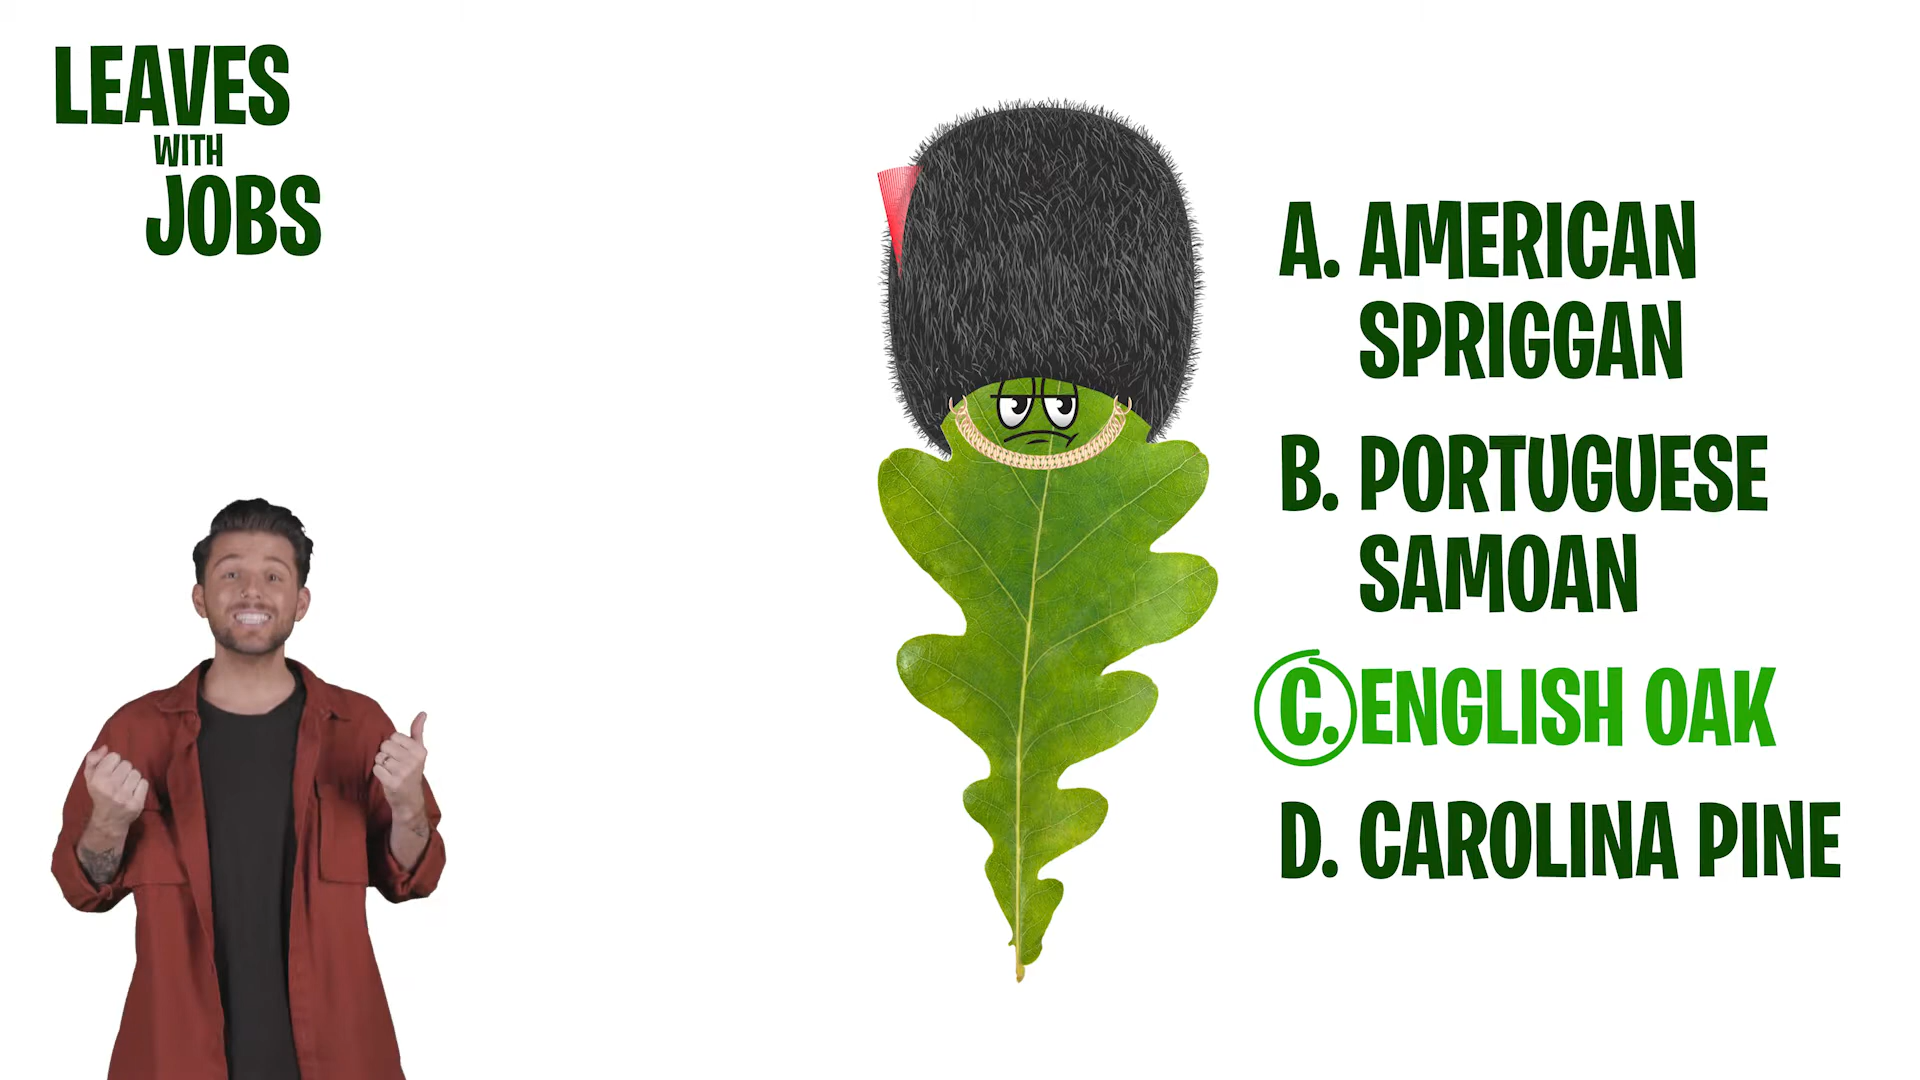 LEAVES
WITH
JOBS
A. AMERICAN
SPRIGGAN
B. PORTUGUESE
SAMOAN
C. ENGLISH OAK
D. CAROLINA PINE